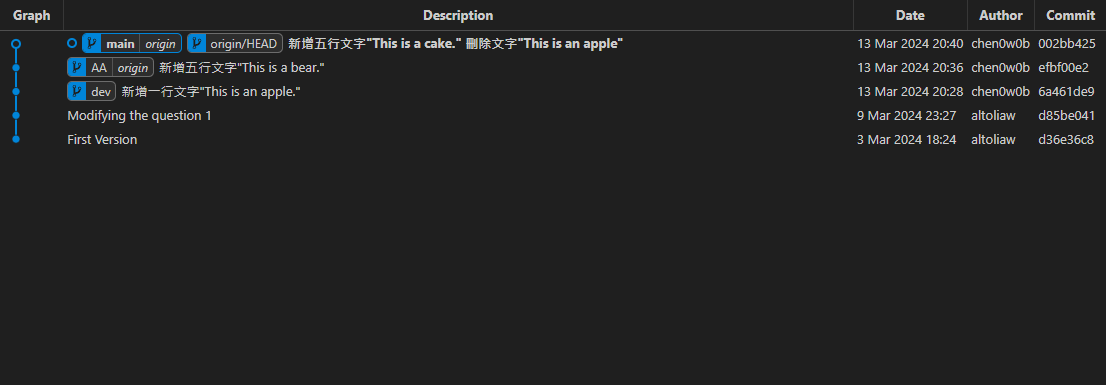 Graph Description Date Author Commit
main origin origin/HEAD 新增五行文字"This is a cake." 刪除文字"This is an apple" 13 Mar 2024 20:40 chen0w0b 002bb425
AA origin 新增五行文字"This is a bear." 13 Mar 2024 20:36 chen0w0b efbf00e2
dev 新增一行文字"This is an apple." 13 Mar 2024 20:28 chen0w0b 6a461de9
Modifying the question 1 9 Mar 2024 23:27 altoliaw d85be041
First Version 3 Mar 2024 18:24 altoliaw d36e36c8